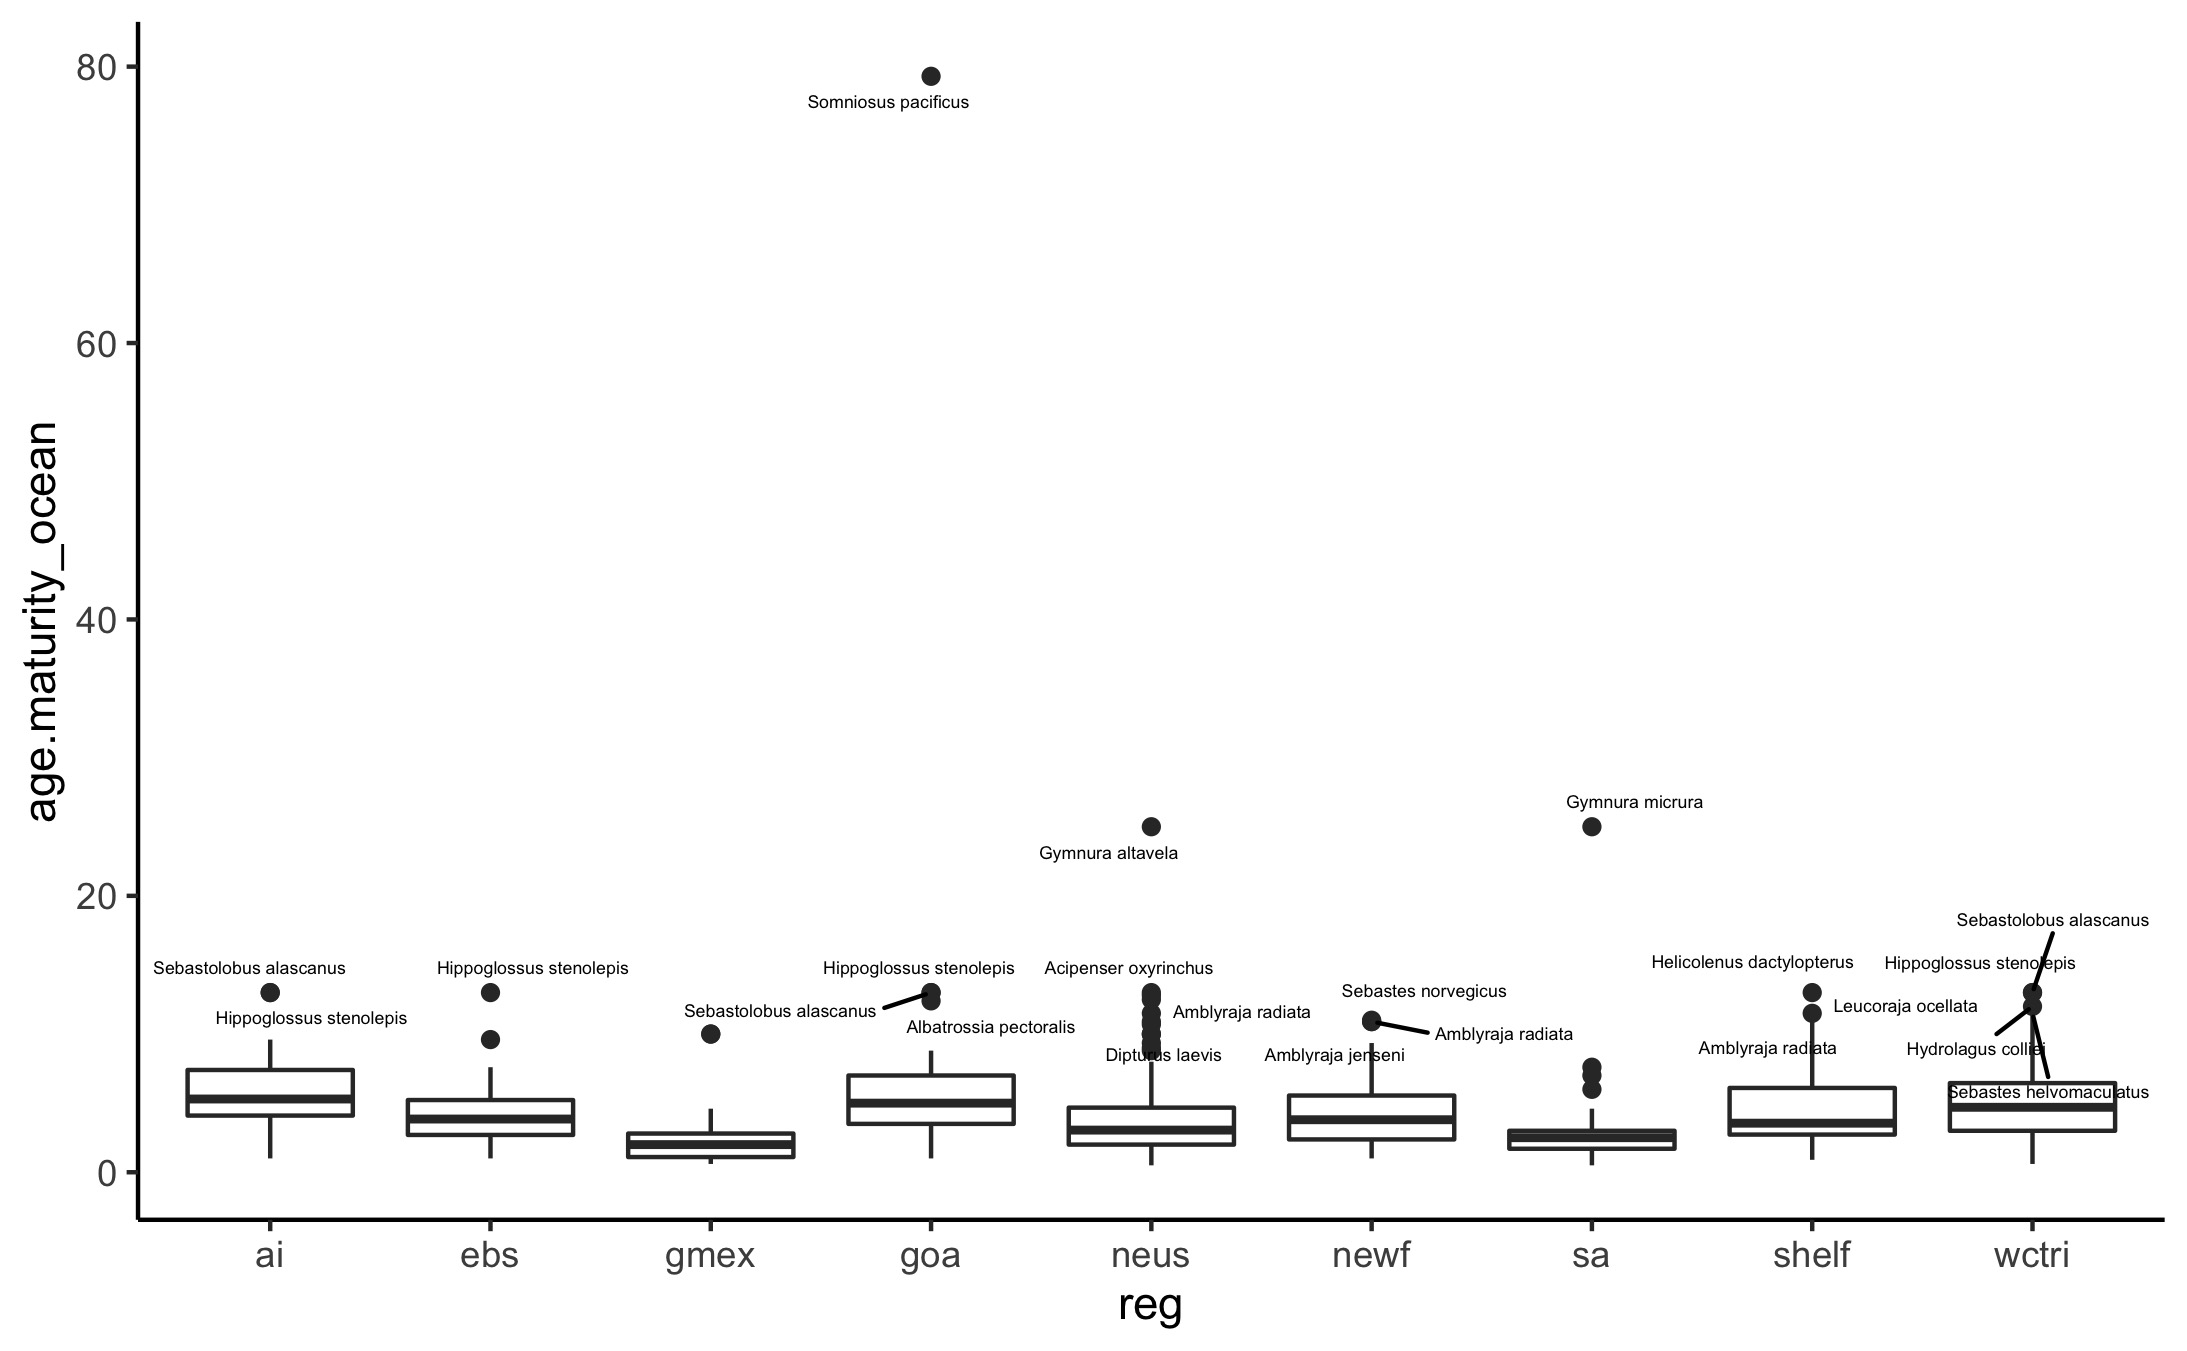 80
Somniosus pacificus
60
age.maturity_ocean
40
Gymnura micrura
Gymnura altavela
20
Sebastolobus alascanus
Helicolenus dactylopterus
Hippoglossus stenolepis
Sebastolobus alascanus
Hippoglossus stenolepis
Hippoglossus stenolepis
Acipenser oxyrinchus
Sebastes norvegicus
Leucoraja ocellata
Sebastolobus alascanus
Amblyraja radiata
Hippoglossus stenolepis
Albatrossia pectoralis
Amblyraja radiata
Dipturus laevis
Amblyraja jenseni
Amblyraja radiata
Hydrolagus colliei
Sebastes helvomaculatus
0
ai
ebs
gmex
goa
neus
newf
sa
shelf
wctri
reg